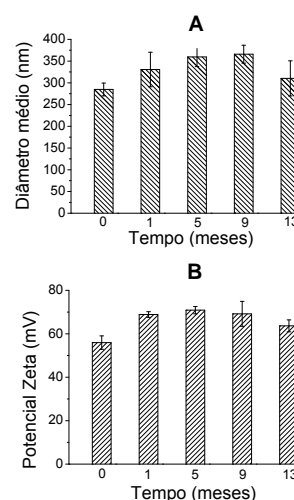 A
400
350
300
250
200
150
100
50
0
Diâmetro médio (nm)
0 1 5 9 13
Tempo (meses)
B
80
60
40
20
0
Potencial Zeta (mV)
0 1 5 9 13
Tempo (meses)